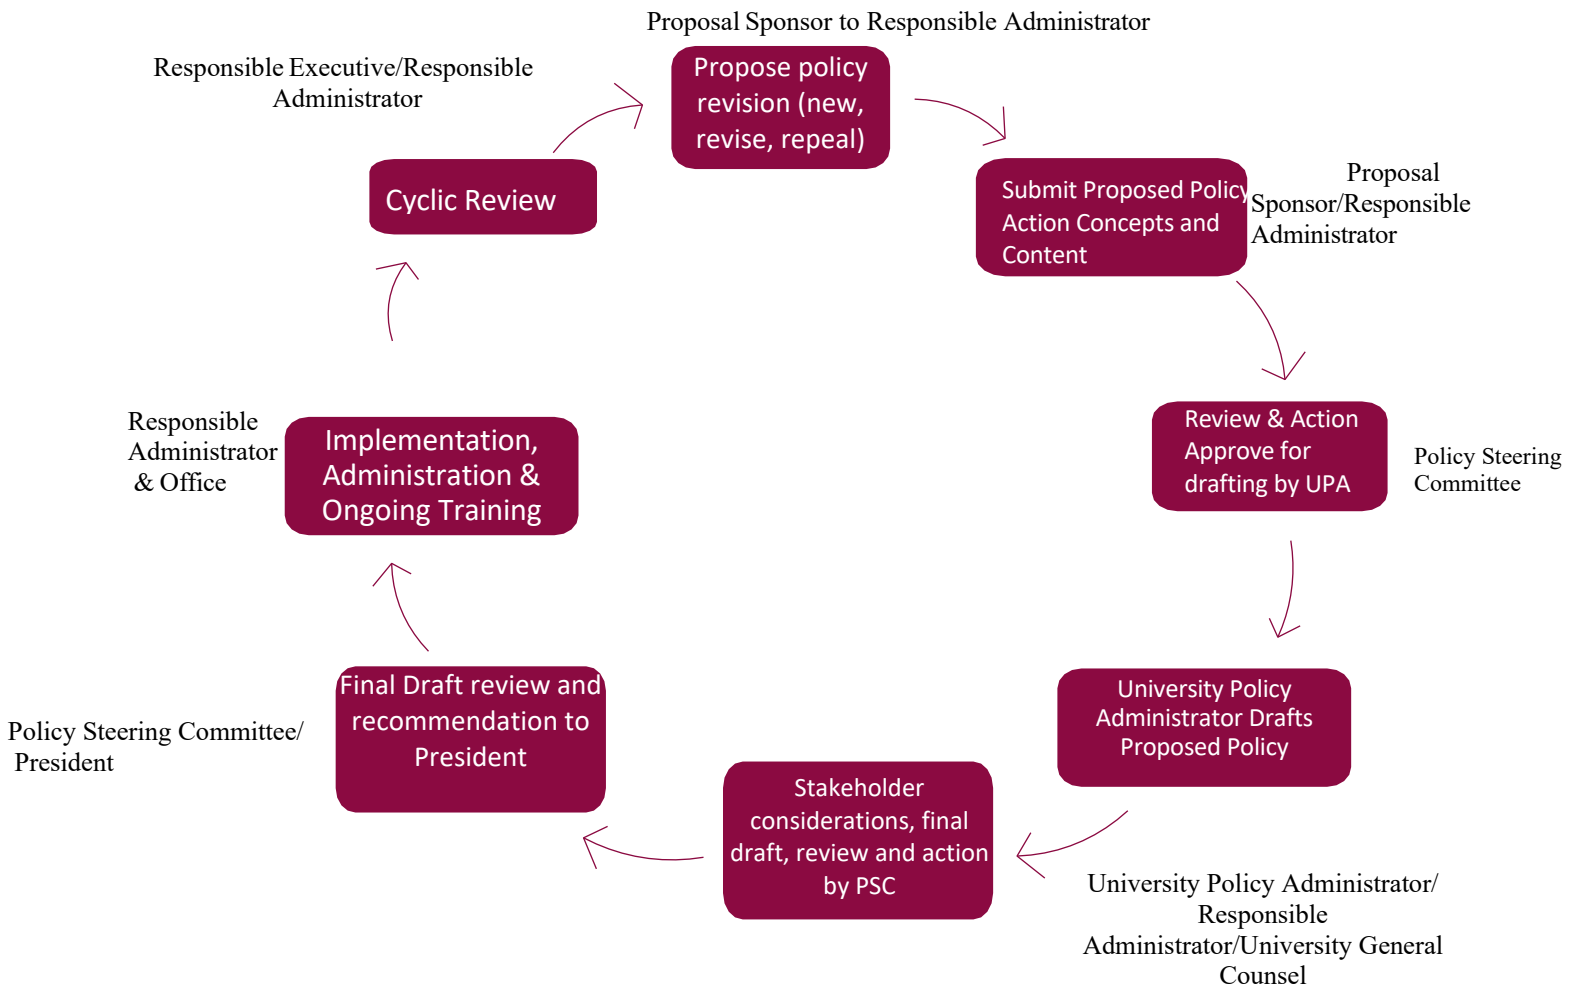 Proposal Sponsor to Responsible Administrator
Propose policy
revision (new,
revise, repeal)
Responsible Executive/Responsible
Administrator
Cyclic Review
Submit Proposed Policy
Action Concepts and
Content
Proposal
Sponsor/Responsible
Administrator
Review & Action
Approve for
drafting by UPA
Policy Steering
Committee
Responsible
Administrator
& Office
Implementation,
Administration &
Ongoing Training
University Policy
Administrator Drafts
Proposed Policy
Final Draft review and
recommendation to
President
Policy Steering Committee/
President
Stakeholder
considerations, final
draft, review and action
by PSC
University Policy Administrator/
Responsible
Administrator/University General
Counsel